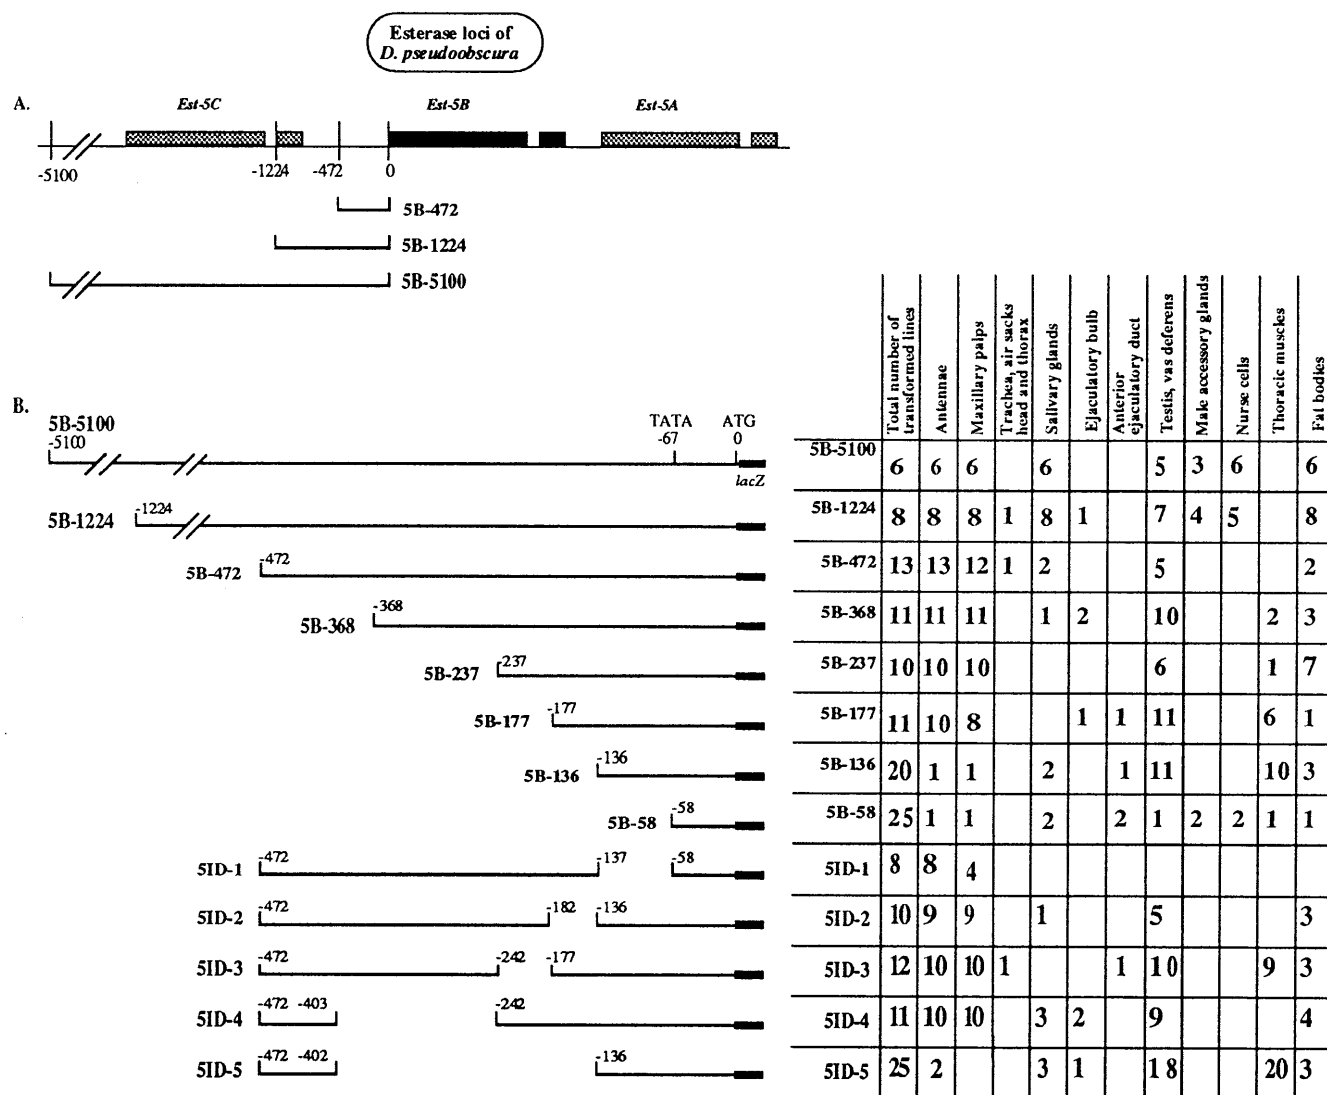 Esterase loci of
D. pseudoobscura
A.
Est-5C
Est-5B
Est-5A
-5100
-1224
-472
0
5B-472
5B-1224
5B-5100
Total number of
transformed lines
Antennae
Maxillary palps
Trachea, air sacks
head and thorax
Salivary glands
Ejaculatory bulb
Anterior
ejaculatory duct
Testis, vas deferens
Male accessory glands
Nurse cells
Thoracic muscles
Fat bodies
B.
5B-5100
-5100
TATA
-67
ATG
0
lacZ
5B-5100 6 6 6 6 5 3 6 6
5B-1224 -1224
5B-1224 8 8 8 1 8 1 7 4 5 8
5B-472 -472
5B-472 13 13 12 1 2 5 2
5B-368 -368
5B-368 11 11 11 1 2 10 2 3
5B-237 237
5B-237 10 10 10 6 1 7
5B-177 -177
5B-177 11 10 8 1 1 11 6 1
5B-136 -136
5B-136 20 1 1 2 1 11 10 3
5B-58 -58
5B-58 25 1 1 2 2 1 2 2 1 1
5ID-1 -472 -137 -58
5ID-1 8 8 4
5ID-2 -472 -182 -136
5ID-2 10 9 9 1 5 3
5ID-3 -472 -242 -177
5ID-3 12 10 10 1 1 10 9 3
5ID-4 -472 -403 -242
5ID-4 11 10 10 3 2 9 4
5ID-5 -472 -402 -136
5ID-5 25 2 3 1 18 20 3